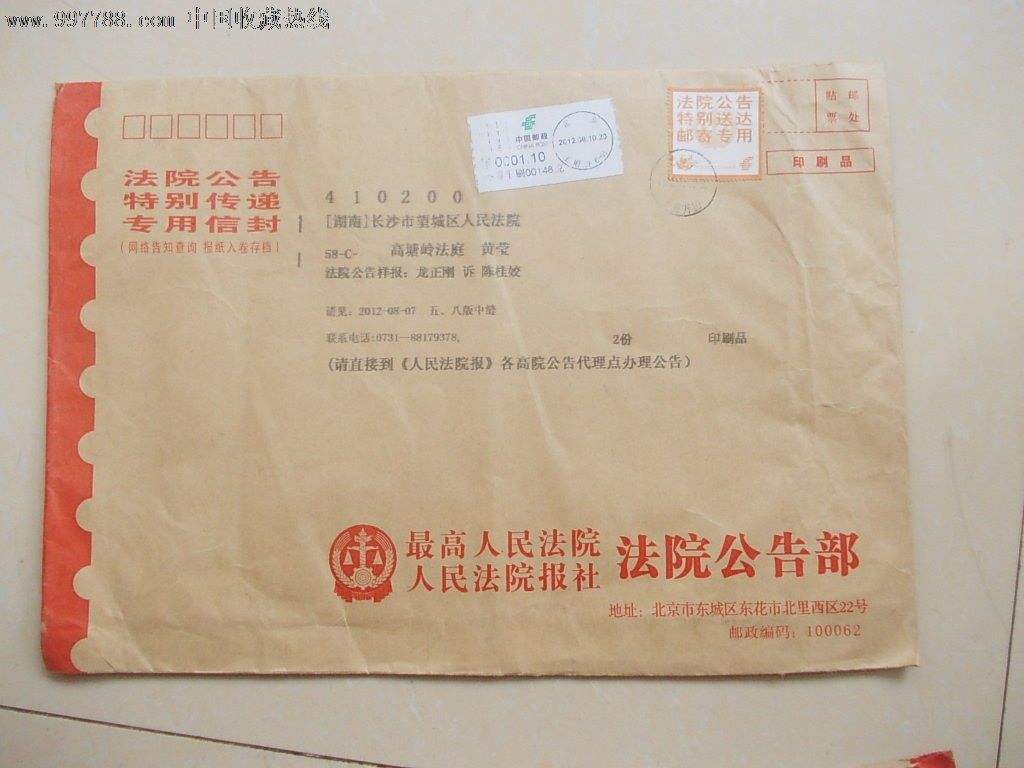 www.997788.com 中国收藏热线
法院公告
特别传递
专用信封
(网络告知查询 报纸入卷存档)
中国邮政
CHINA POST
0001.10
2012.08.10.20
法院公告
特别送达
邮寄专用
贴邮
票处
印刷品
410200
[湖南]长沙市望城区人民法院
S8-C- 高塘岭法庭 黄莹
法院公告样报：龙正刚 诉 陈桂姣
请见：2012-08-07 五、八版中缝
联系电话:0731—88179378, 2份 印刷品
(请直接到《人民法院报》各高院公告代理点办理公告)
最高人民法院
人民法院报社 法院公告部
地址：北京市东城区东花市北里西区22号
邮政编码：100062